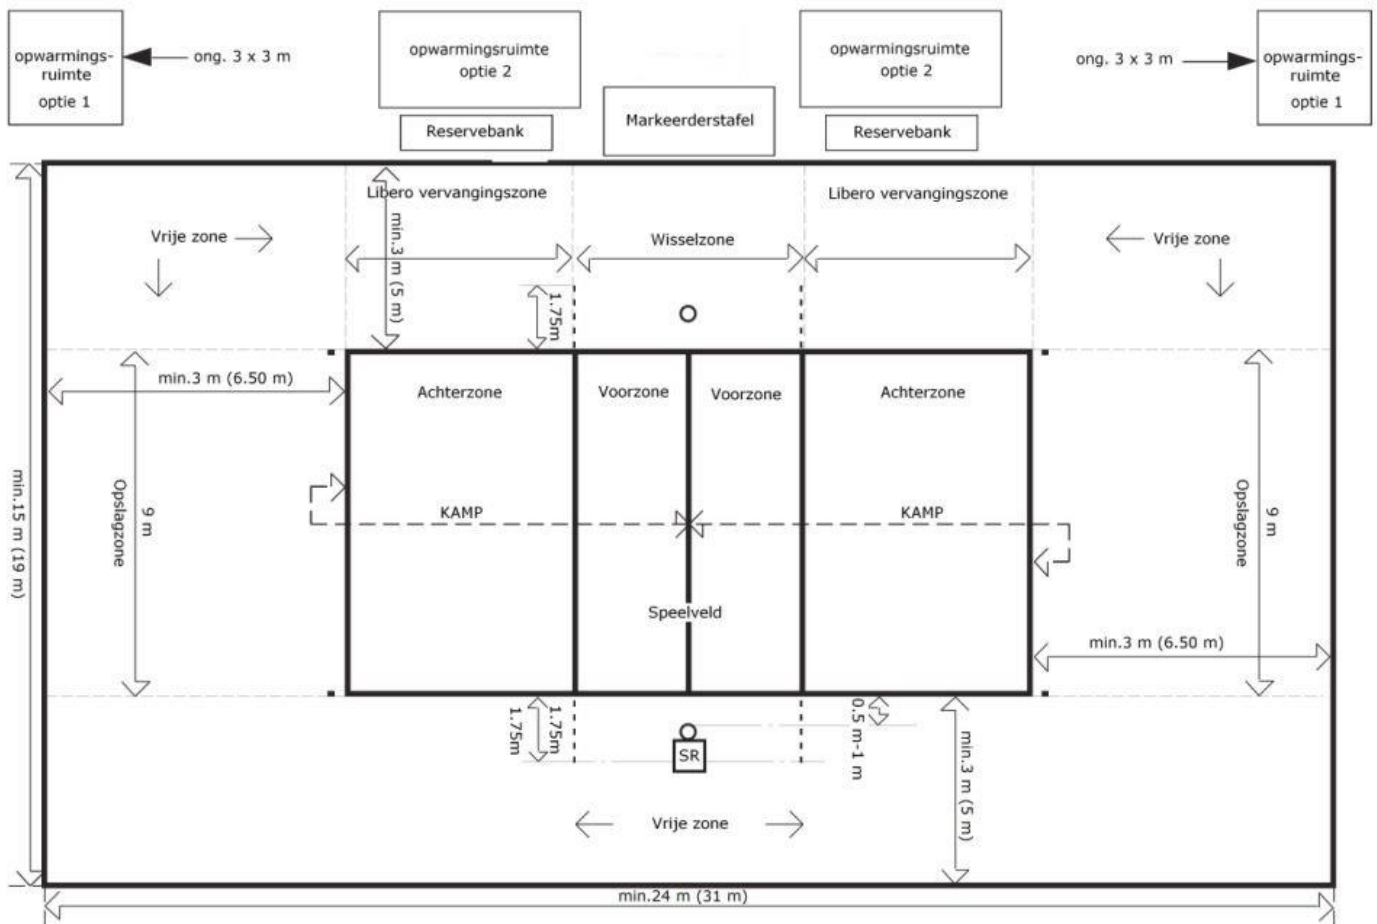 opwarmings-
ruimte
optie 1
ong. 3 x 3 m
opwarmingsruimte
optie 2
Reservebank
Markeerderstafel
opwarmingsruimte
optie 2
Reservebank
ong. 3 x 3 m
opwarmings-
ruimte
optie 1
Libero vervangingszone
Libero vervangingszone
Vrije zone
min.3 m (5 m)
Wisselzone
Vrije zone
1.75m
min.3 m (6.50 m)
Achterzone
Voorzone
Voorzone
Achterzone
min.15 m (19 m)
Opslagzone
9 m
KAMP
KAMP
Opslagzone
9 m
Speelveld
min.3 m (6.50 m)
1.75m
1.75m
SR
0.5 m-1 m
min.3 m (5 m)
Vrije zone
min.24 m (31 m)